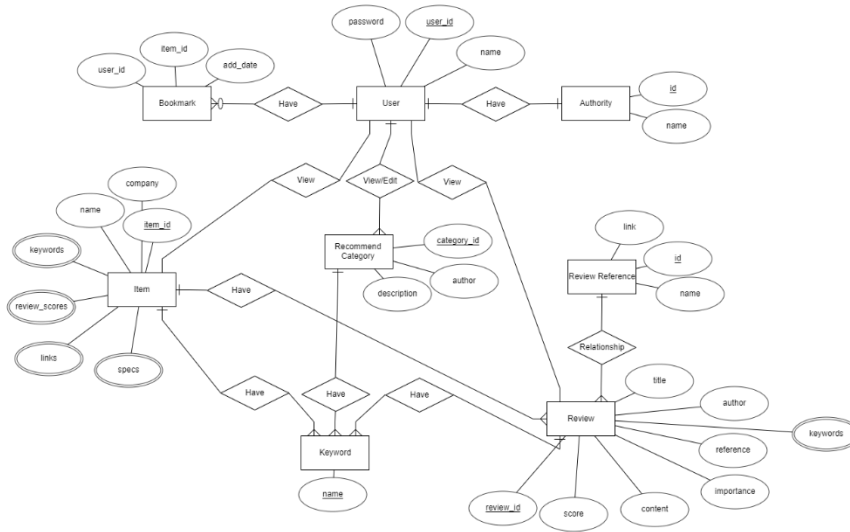 password
user_id
item_id
name
user_id
add_date
id
Bookmark
Have
User
Have
Authority
name
company
View
View/Edit
View
name
item_id
link
keywords
category_id
Recommend
Category
id
Item
Review Reference
author
Have
description
name
review_scores
links
Relationship
specs
title
author
Have
Have
Have
Review
keywords
Keyword
reference
importance
name
review_id
score
content